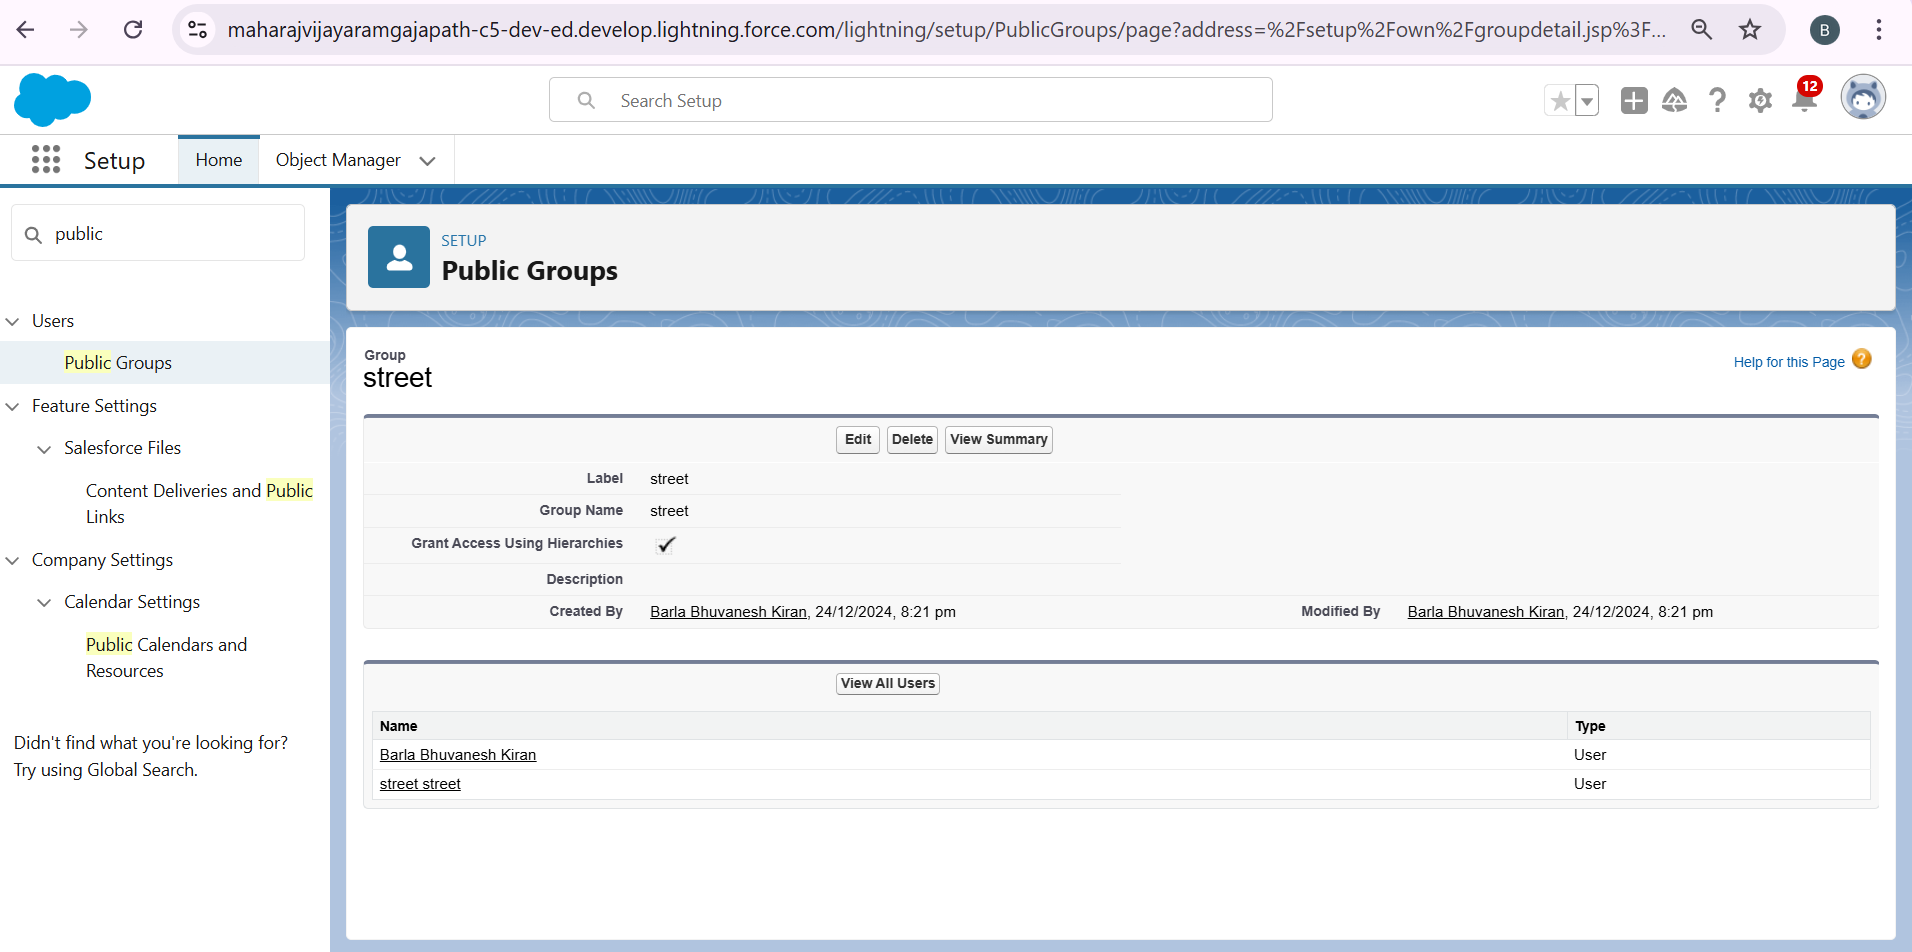 maharajvijayaramgajapath-c5-dev-ed.develop.lightning.force.com/lightning/setup/PublicGroups/page?address=%2Fsetup%2Fown%2Fgroupdetail.jsp%3F...
B
Search Setup
12
Setup
Home
Object Manager
public
Users
Public Groups
Feature Settings
Salesforce Files
Content Deliveries and Public
Links
Company Settings
Calendar Settings
Public Calendars and
Resources
Didn't find what you're looking for?
Try using Global Search.
SETUP
Public Groups
Group
street
Help for this Page ?
Edit Delete View Summary
Label street
Group Name street
Grant Access Using Hierarchies
Description
Created By Barla Bhuvanesh Kiran, 24/12/2024, 8:21 pm Modified By Barla Bhuvanesh Kiran, 24/12/2024, 8:21 pm
View All Users
Name Type
Barla Bhuvanesh Kiran User
street street User